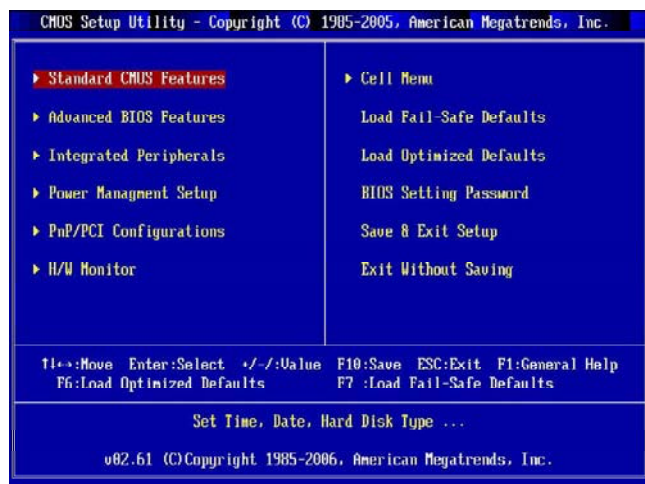 CMOS Setup Utility - Copyright (C) 1985-2005, American Megatrends, Inc.
Standard CMOS Features
Advanced BIOS Features
Integrated Peripherals
Power Managment Setup
PnP/PCI Configurations
H/W Monitor
Cell Menu
Load Fail-Safe Defaults
Load Optimized Defaults
BIOS Setting Password
Save & Exit Setup
Exit Without Saving
↑↓←→:Move Enter:Select +/-/:Value F10:Save ESC:Exit F1:General Help
F6:Load Optimized Defaults F7 :Load Fail-Safe Defaults
Set Time, Date, Hard Disk Type ...
v02.61 (C)Copyright 1985-2006, American Megatrends, Inc.